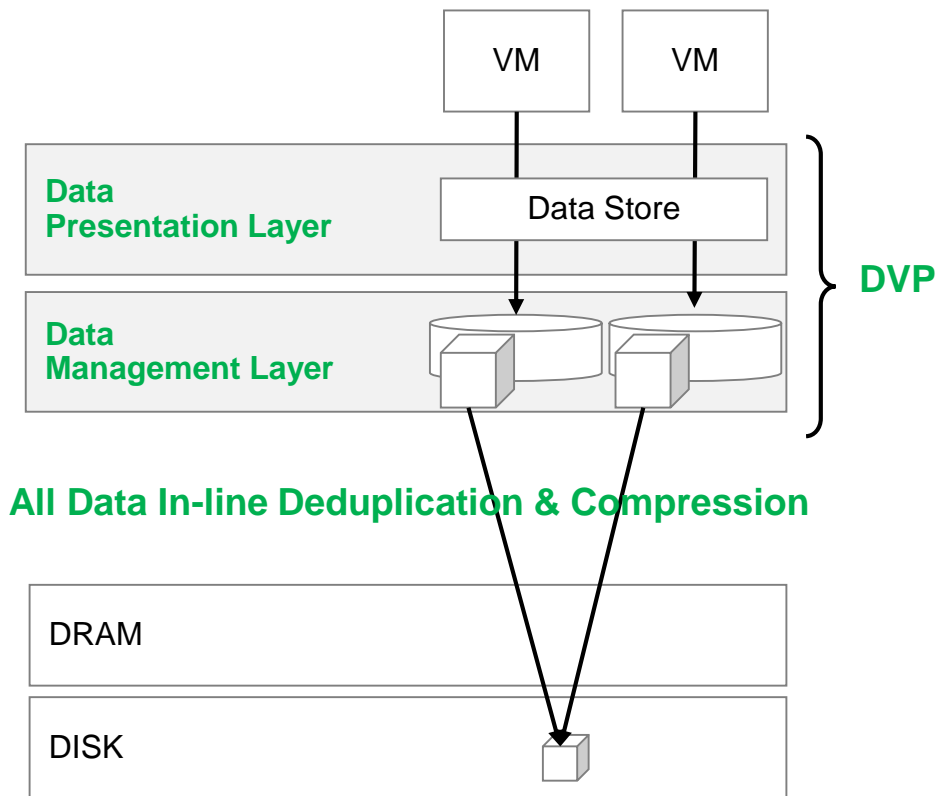 VM
VM
Data
Presentation Layer
Data Store
DVP
Data
Management Layer
All Data In-line Deduplication & Compression
DRAM
DISK